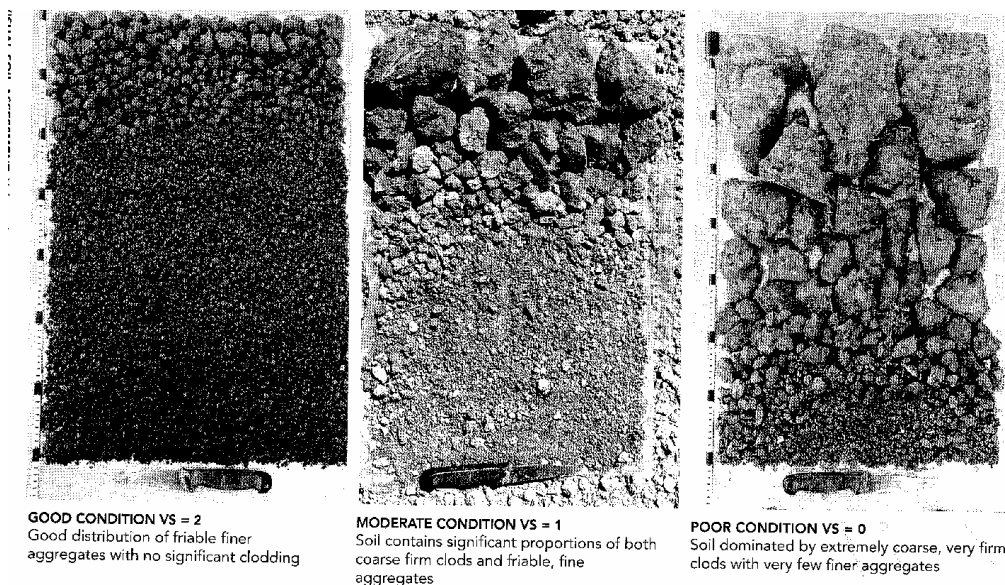 GOOD CONDITION VS = 2
Good distribution of friable finer
aggregates with no significant clodding
MODERATE CONDITION VS = 1
Soil contains significant proportions of both
coarse firm clods and friable, fine
aggregates
POOR CONDITION VS = 0
Soil dominated by extremely coarse, very firm
clods with very few finer aggregates